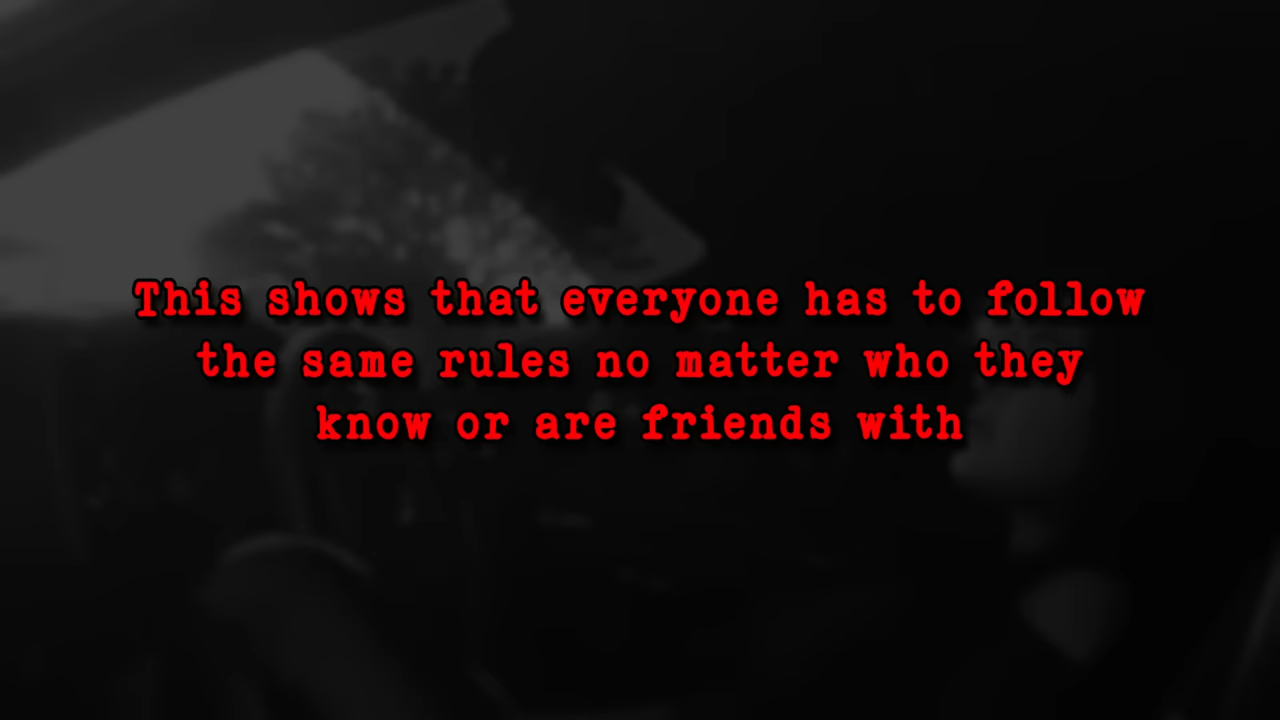 This shows that everyone has to follow
the same rules no matter who they
know or are friends with